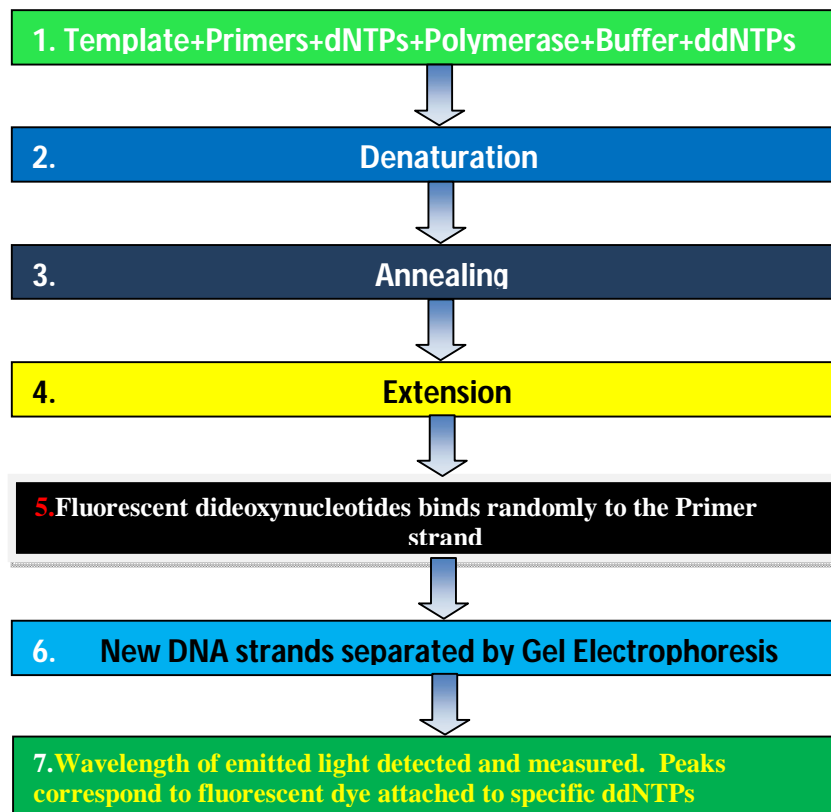 1. Template+Primers+dNTPs+Polymerase+Buffer+ddNTPs
2. Denaturation
3. Annealing
4. Extension
5.Fluorescent dideoxynucleotides binds randomly to the Primer
strand
6. New DNA strands separated by Gel Electrophoresis
7.Wavelength of emitted light detected and measured. Peaks
correspond to fluorescent dye attached to specific ddNTPs